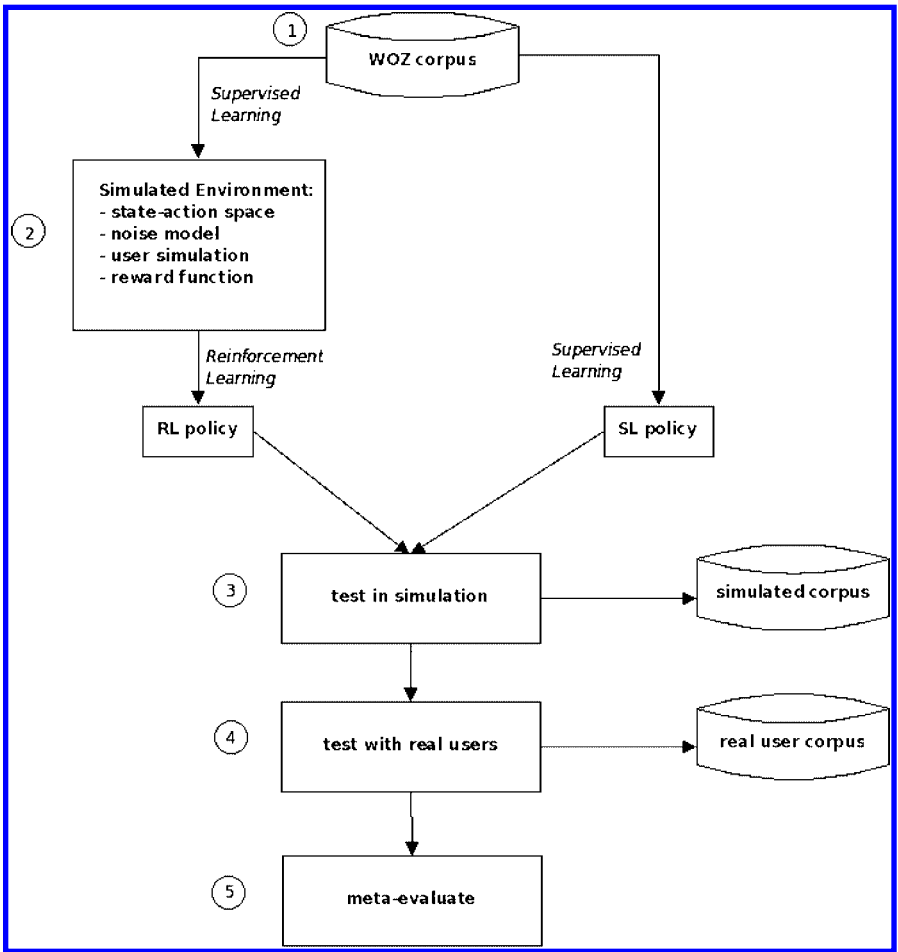 1
WOZ corpus
Supervised
Learning
Simulated Environment:
- state-action space
- noise model
- user simulation
- reward function
2
Reinforcement
Learning
Supervised
Learning
RL policy
SL policy
3
test in simulation
simulated corpus
4
test with real users
real user corpus
5
meta-evaluate